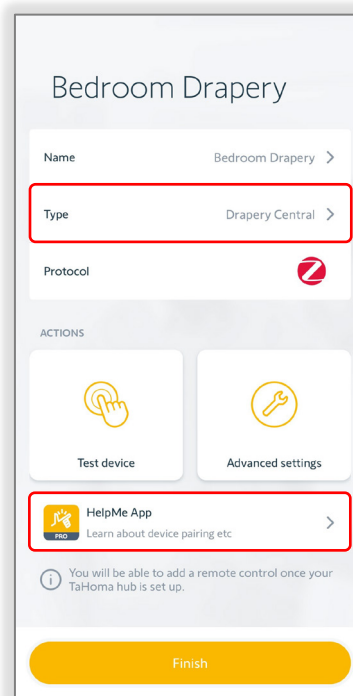 Bedroom Drapery
Name
Bedroom Drapery
Type
Drapery Central
Protocol
ACTIONS
Test device
Advanced settings
PRO
HelpMe App
Learn about device pairing etc
You will be able to add a remote control once your
TaHoma hub is set up.
Finish